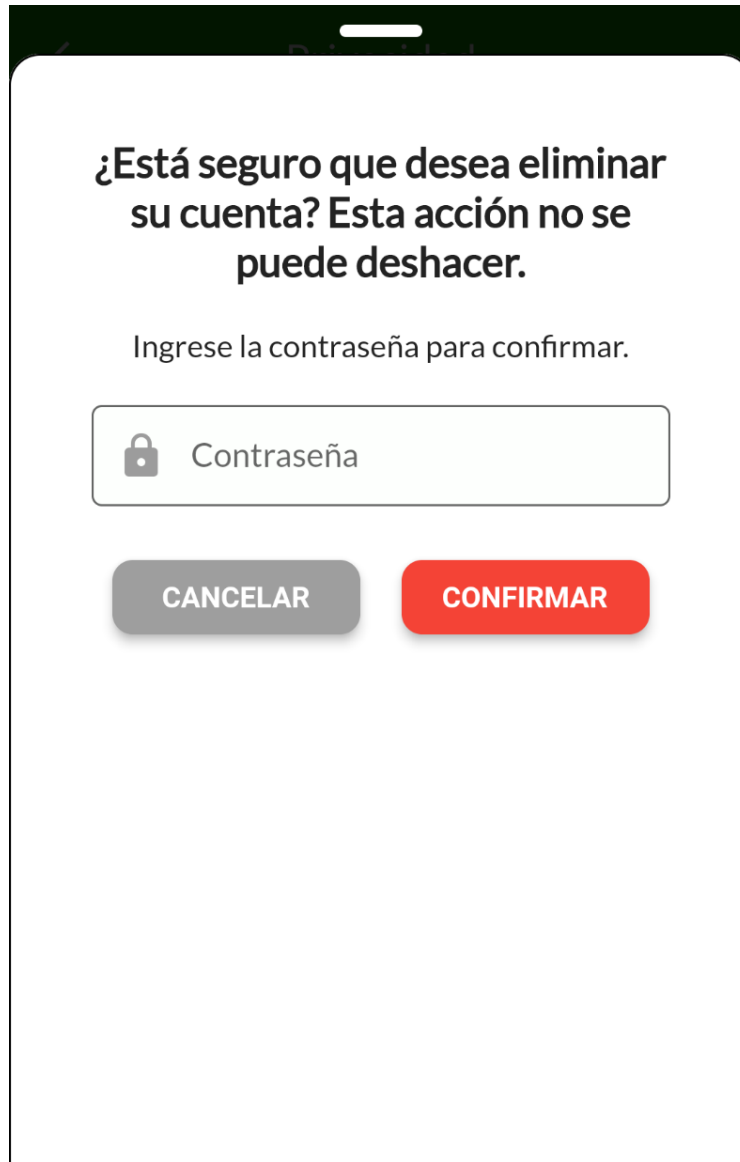 ¿Está seguro que desea eliminar
su cuenta? Esta acción no se
puede deshacer.
Ingrese la contraseña para confirmar.
Contraseña
CANCELAR
CONFIRMAR